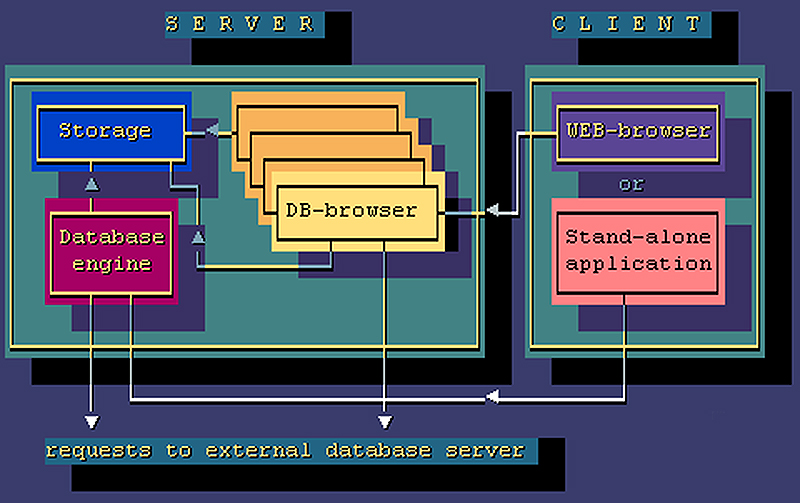 SERVER
CLIENT
Storage
WEB-browser
or
DB-browser
Database
engine
Stand-alone
application
requests to external database server